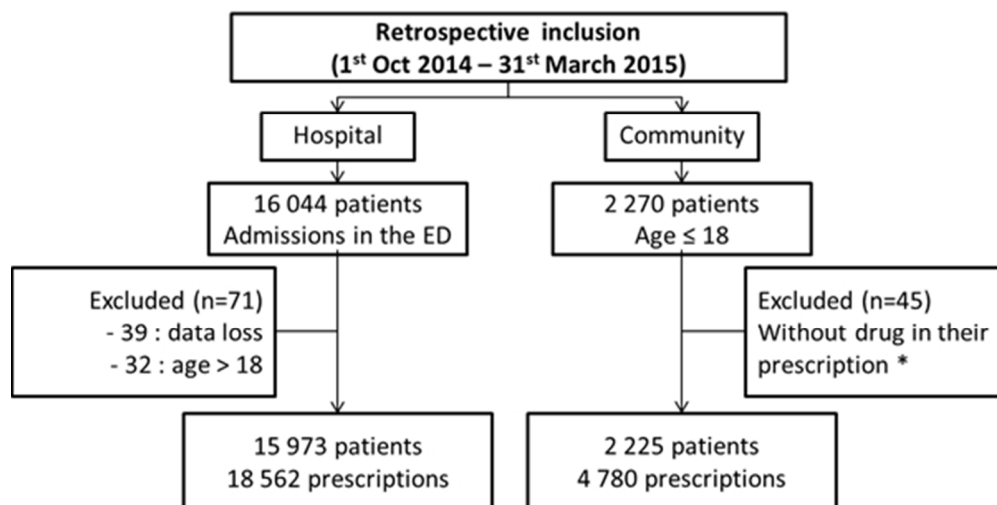 Retrospective inclusion
(1st Oct 2014 – 31st March 2015)
Hospital
Community
16 044 patients
Admissions in the ED
2 270 patients
Age ≤ 18
Excluded (n=71)
- 39 : data loss
- 32 : age > 18
Excluded (n=45)
Without drug in their
prescription *
15 973 patients
18 562 prescriptions
2 225 patients
4 780 prescriptions